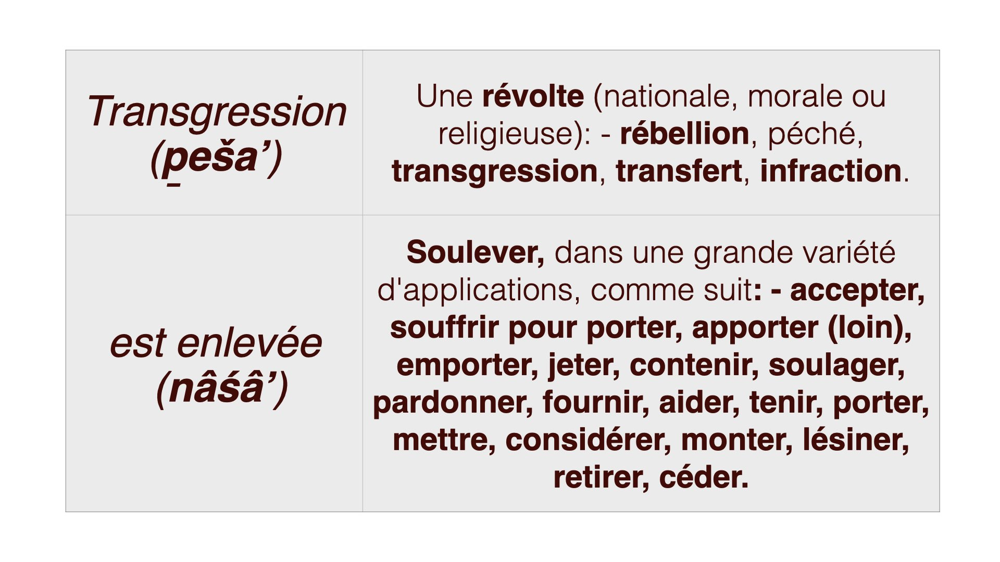 Transgression
(p̱eša’)
Une révolte (nationale, morale ou
religieuse): - rébellion, péché,
transgression, transfert, infraction.
est enlevée
(nâśâ’)
Soulever, dans une grande variété
d'applications, comme suit: - accepter,
souffrir pour porter, apporter (loin),
emporter, jeter, contenir, soulager,
pardonner, fournir, aider, tenir, porter,
mettre, considérer, monter, lésiner,
retirer, céder.